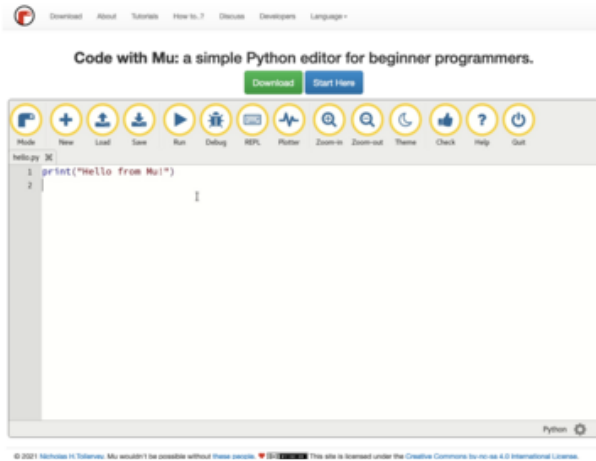 Download About Tutorials How to..? Discuss Developers Language
Code with Mu: a simple Python editor for beginner programmers.
Download Start Here
Mode New Load Save Run Debug REPL Plotter Zoom-in Zoom-out Theme Check Help Quit
hello.py
1 print("Hello from Mu!")
2
Python
© 2021 Nicholas H.Tollervey. Mu wouldn't be possible without these people. This site is licensed under the Creative Commons by-nc-sa 4.0 International License.